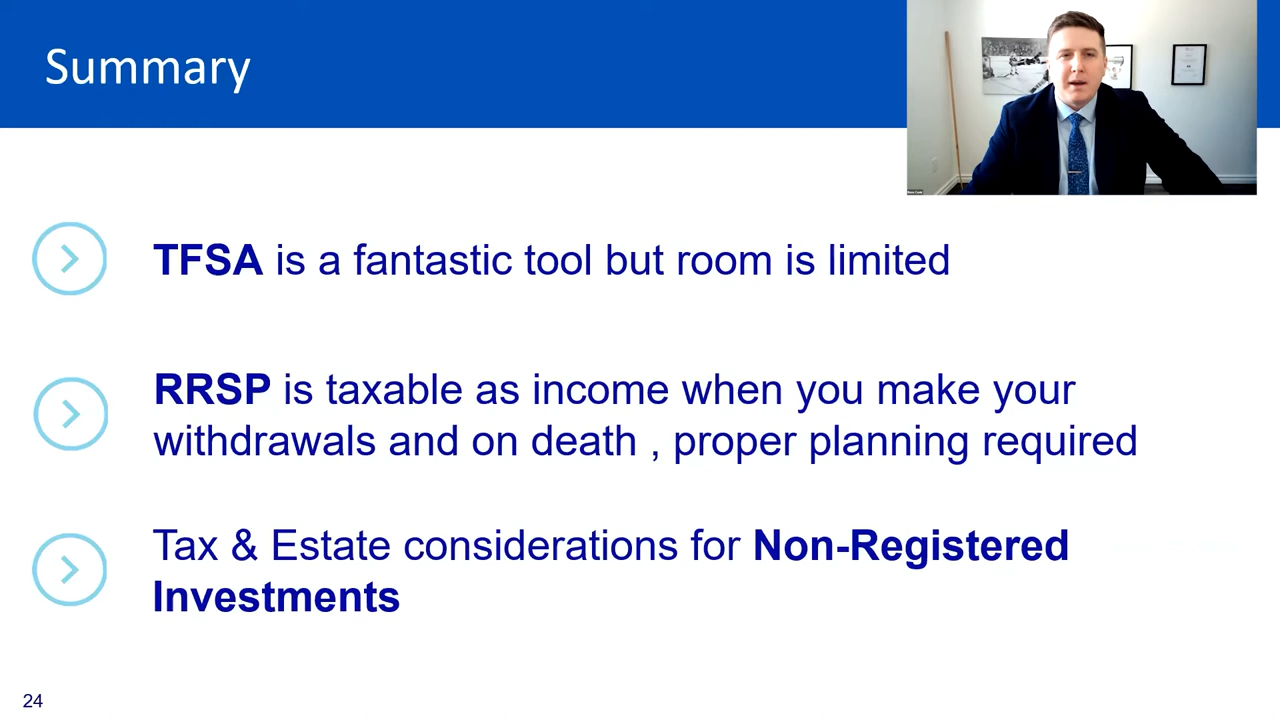 Summary
TFSA is a fantastic tool but room is limited
RRSP is taxable as income when you make your
withdrawals and on death , proper planning required
Tax & Estate considerations for Non-Registered
Investments
24